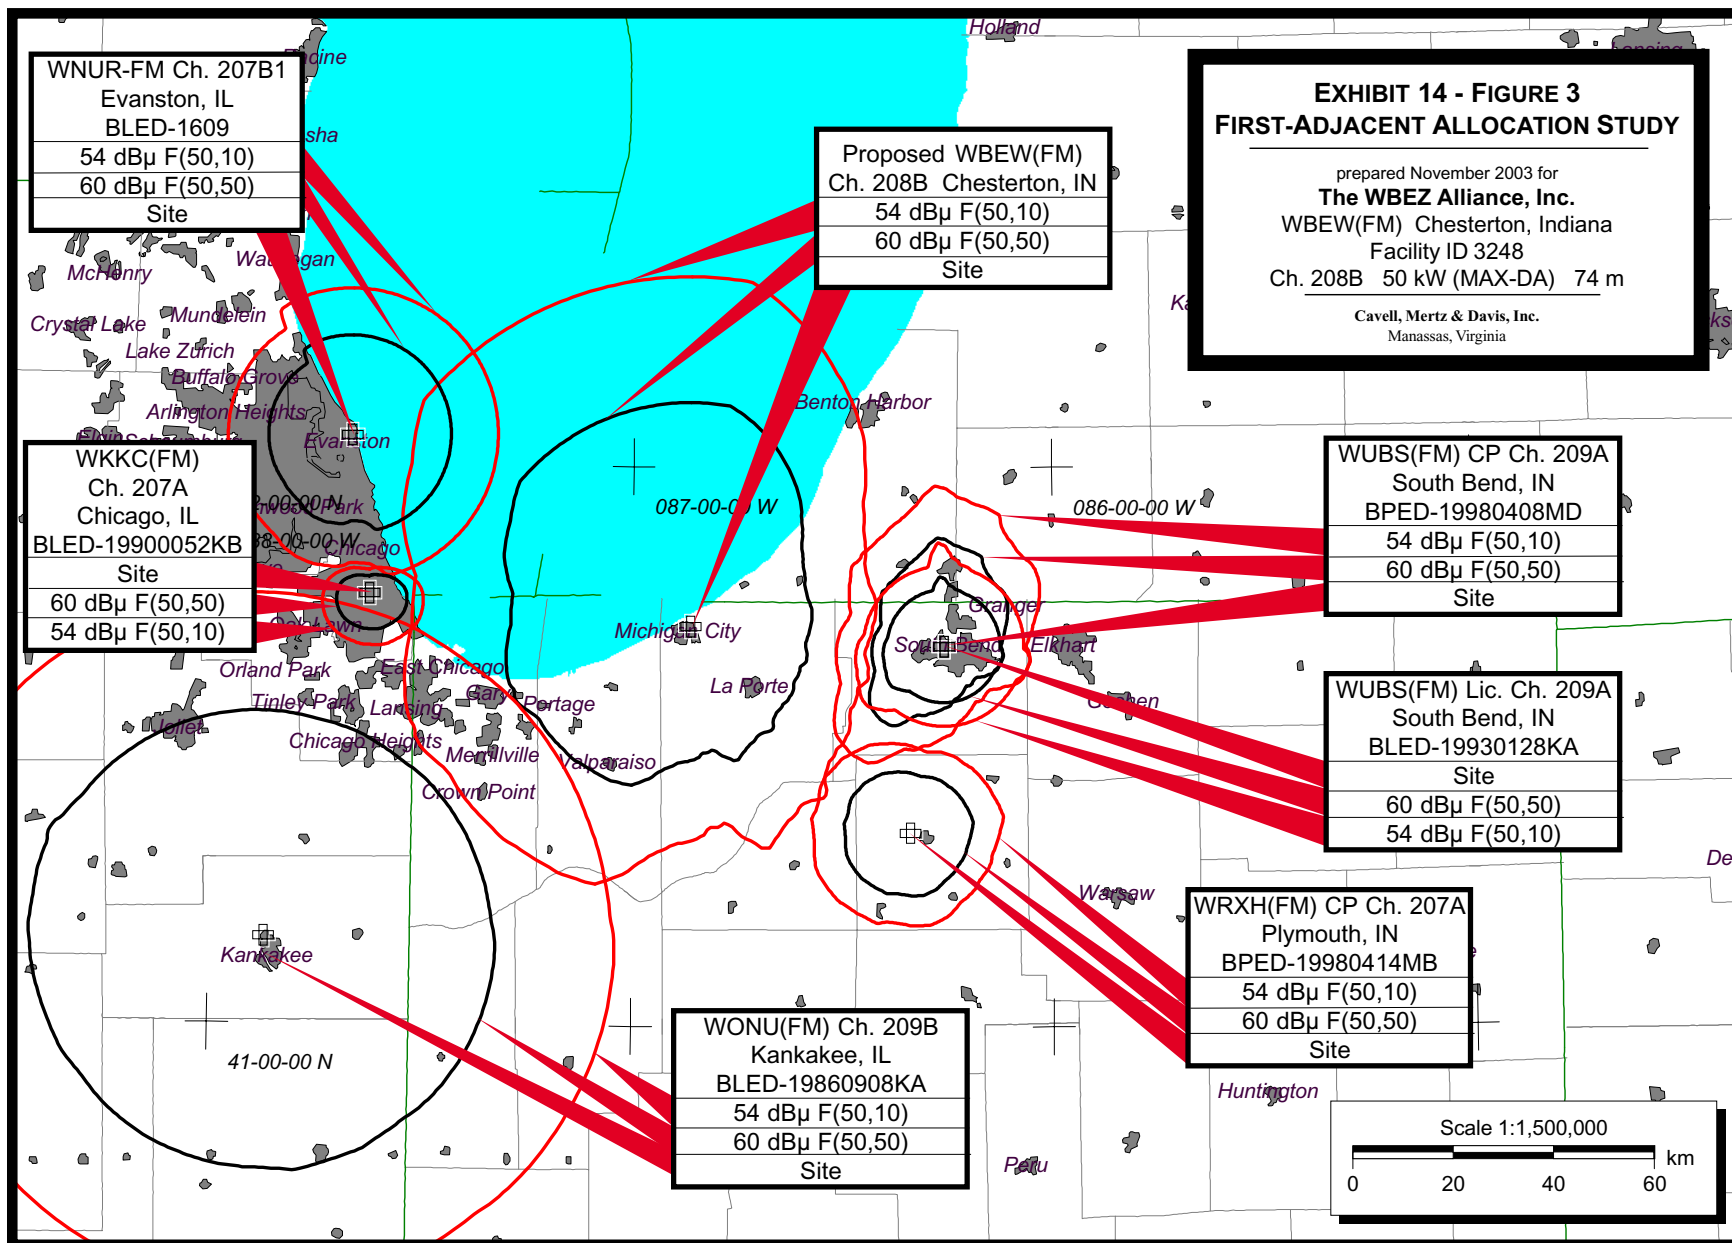 Holland
Lansing
EXHIBIT 14 - FIGURE 3
FIRST-ADJACENT ALLOCATION STUDY
prepared November 2003 for
The WBEZ Alliance, Inc.
WBEW(FM) Chesterton, Indiana
Facility ID 3248
Ch. 208B 50 kW (MAX-DA) 74 m
Cavell, Mertz & Davis, Inc.
Manassas, Virginia
WNUR-FM Ch. 207B1
Evanston, IL
BLED-1609
54 dBµ F(50,10)
60 dBµ F(50,50)
Site
Proposed WBEW(FM)
Ch. 208B Chesterton, IN
54 dBµ F(50,10)
60 dBµ F(50,50)
Site
McHenry
Crystal Lake
Mundelein
Lake Zurich
Buffalo Grove
Arlington Heights
Evanston
Benton Harbor
WKKC(FM)
Ch. 207A
Chicago, IL
BLED-19900052KB
Site
60 dBµ F(50,50)
54 dBµ F(50,10)
Chicago
087-00-00 W
086-00-00 W
WUBS(FM) CP Ch. 209A
South Bend, IN
BPED-19980408MD
54 dBµ F(50,10)
60 dBµ F(50,50)
Site
Granger
Michigan City
South Bend
Elkhart
Goshen
Oak Lawn
Orland Park
East Chicago
Tinley Park
Lansing
Gary
Portage
La Porte
Joliet
Chicago Heights
Merrillville
Valparaiso
Crown Point
WUBS(FM) Lic. Ch. 209A
South Bend, IN
BLED-19930128KA
Site
60 dBµ F(50,50)
54 dBµ F(50,10)
Warsaw
WRXH(FM) CP Ch. 207A
Plymouth, IN
BPED-19980414MB
54 dBµ F(50,10)
60 dBµ F(50,50)
Site
Kankakee
41-00-00 N
WONU(FM) Ch. 209B
Kankakee, IL
BLED-19860908KA
54 dBµ F(50,10)
60 dBµ F(50,50)
Site
Huntington
Peru
Scale 1:1,500,000
km
0 20 40 60